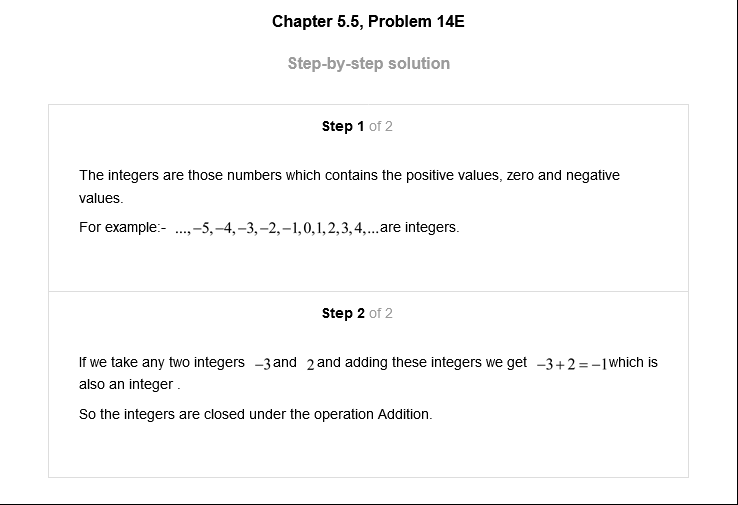 Chapter 5.5, Problem 14E
Step-by-step solution
Step 1 of 2
The integers are those numbers which contains the positive values, zero and negative
values.
For example:- ...,−5,−4,−3,−2,−1,0,1,2,3,4,...are integers.
Step 2 of 2
If we take any two integers −3 and 2 and adding these integers we get −3+2=−1 which is
also an integer .
So the integers are closed under the operation Addition.